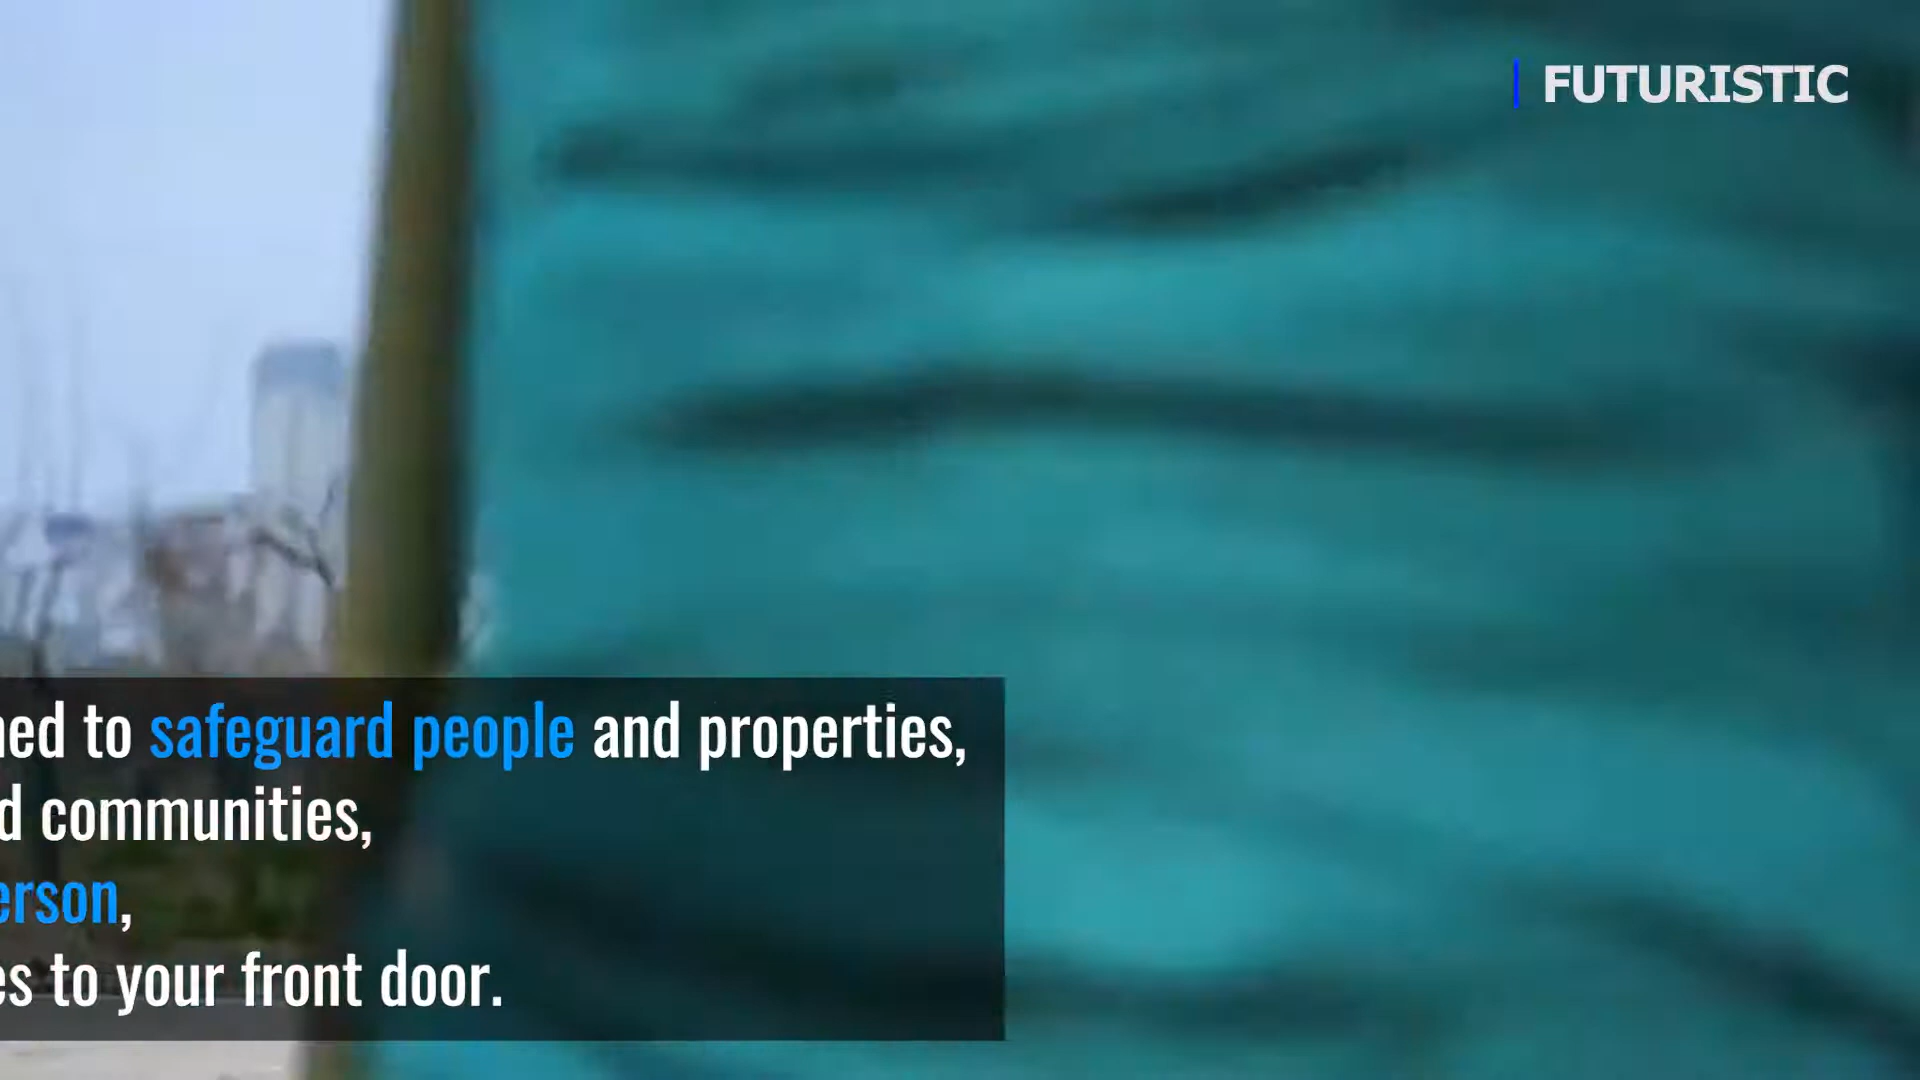 FUTURISTIC
to safeguard people and properties,
communities,
to your front door.